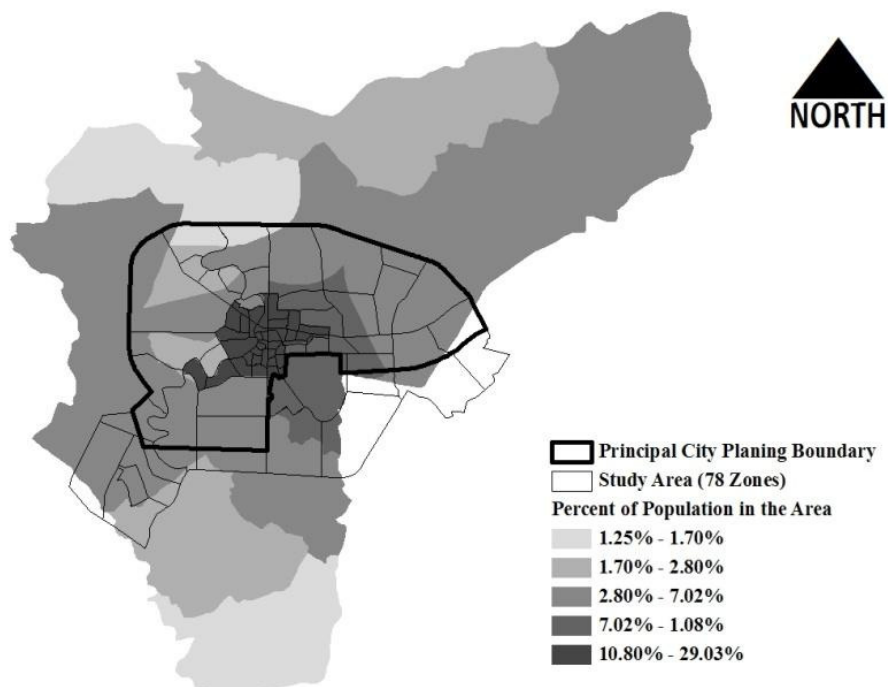 NORTH
Principal City Planing Boundary
Study Area (78 Zones)
Percent of Population in the Area
1.25% - 1.70%
1.70% - 2.80%
2.80% - 7.02%
7.02% - 1.08%
10.80% - 29.03%